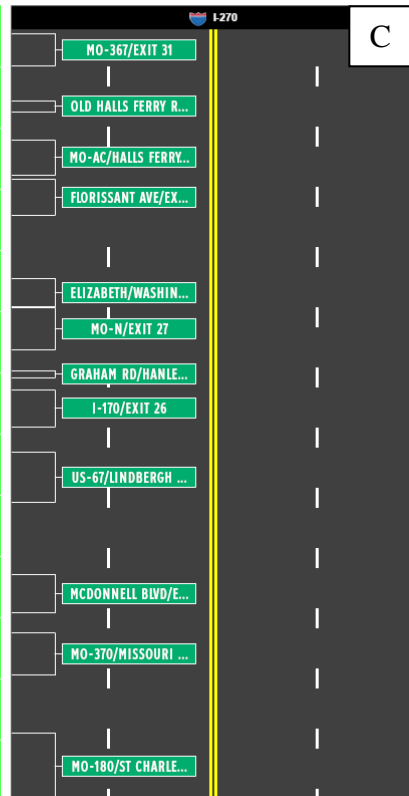 I-270
C
MO-367/EXIT 31
OLD HALLS FERRY R...
MO-AC/HALLS FERRY...
FLORISSANT AVE/EX...
ELIZABETH/WASHIN...
MO-N/EXIT 27
GRAHAM RD/HANLE...
I-170/EXIT 26
US-67/LINDBERGH ...
MCDONNELL BLVD/E...
MO-370/MISSOURI ...
MO-180/ST CHARLE...